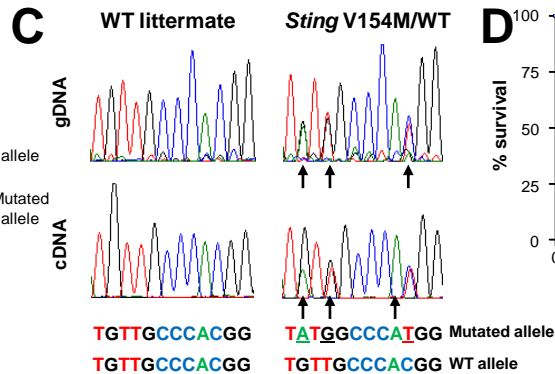 C WT littermate Sting V154M/WT D
gDNA
allele
Mutated
allele
cDNA
TGTTGCCCACGG TATGGCCCATGG Mutated allele
TGTTGCCCACGG TGTTGCCCACGG WT allele
% survival
100
75
50
25
0